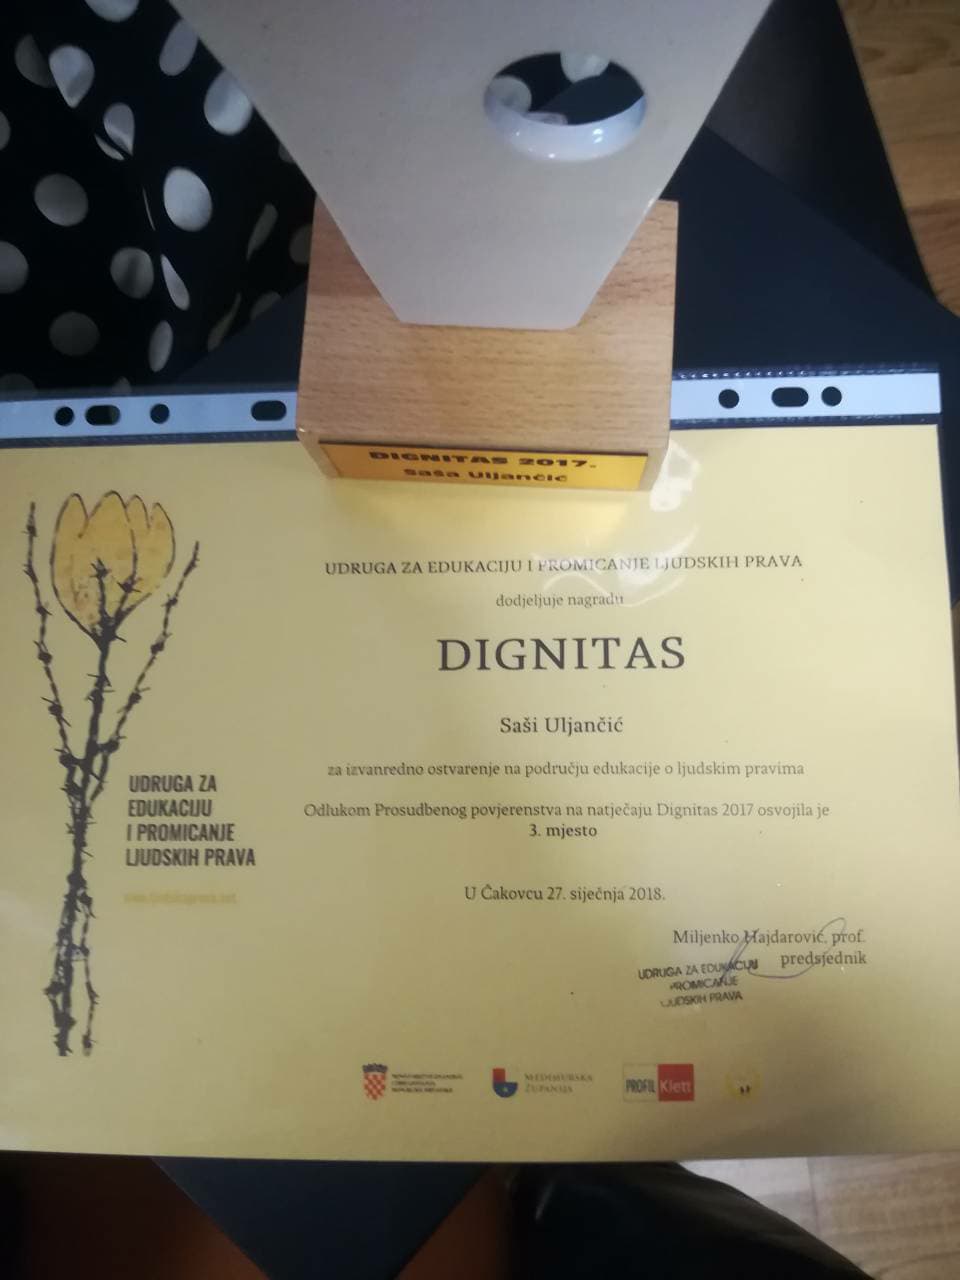 DIGNITAS 2017.
Saša Uljančić
UDRUGA ZA EDUKACIJU I PROMICANJE LJUDSKIH PRAVA
dodjeljuje nagradu
DIGNITAS
Saši Uljančić
za izvanredno ostvarenje na području edukacije o ljudskim pravima
Odlukom Prosudbenog povjerenstva na natječaju Dignitas 2017 osvojila je
3. mjesto
U Čakovcu 27. siječnja 2018.
Miljenko Hajdarović, prof.
predsjednik
UDRUGA ZA EDUKACIJU
PROMICANJE
LJUDSKIH PRAVA
UDRUGA ZA
EDUKACIJU
I PROMICANJE
LJUDSKIH PRAVA
MEĐIMURSKA
ŽUPANIJA
PROFIL Klett